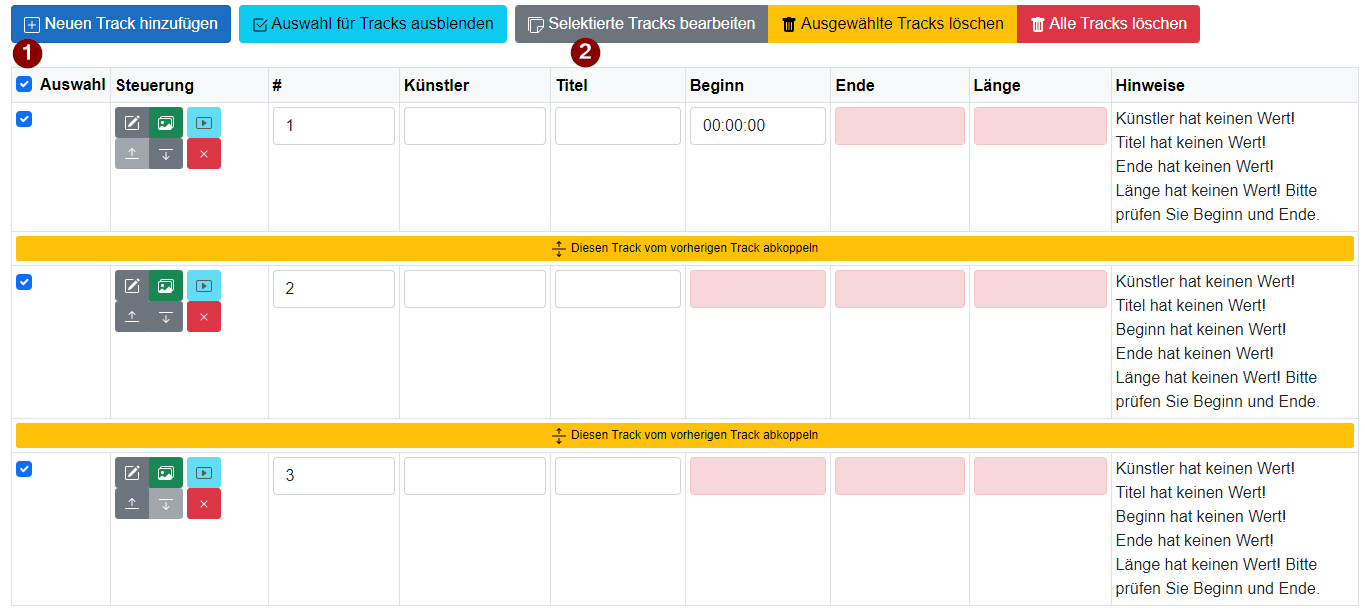 Neuen Track hinzufügen Auswahl für Tracks ausblenden Selektierte Tracks bearbeiten Ausgewählte Tracks löschen Alle Tracks löschen
1 2
Auswahl Steuerung # Künstler Titel Beginn Ende Länge Hinweise
1 00:00:00 Künstler hat keinen Wert!
Titel hat keinen Wert!
Ende hat keinen Wert!
Länge hat keinen Wert! Bitte
prüfen Sie Beginn und Ende.
Diesen Track vom vorherigen Track abkoppeln
2 Künstler hat keinen Wert!
Titel hat keinen Wert!
Beginn hat keinen Wert!
Ende hat keinen Wert!
Länge hat keinen Wert! Bitte
prüfen Sie Beginn und Ende.
Diesen Track vom vorherigen Track abkoppeln
3 Künstler hat keinen Wert!
Titel hat keinen Wert!
Beginn hat keinen Wert!
Ende hat keinen Wert!
Länge hat keinen Wert! Bitte
prüfen Sie Beginn und Ende.